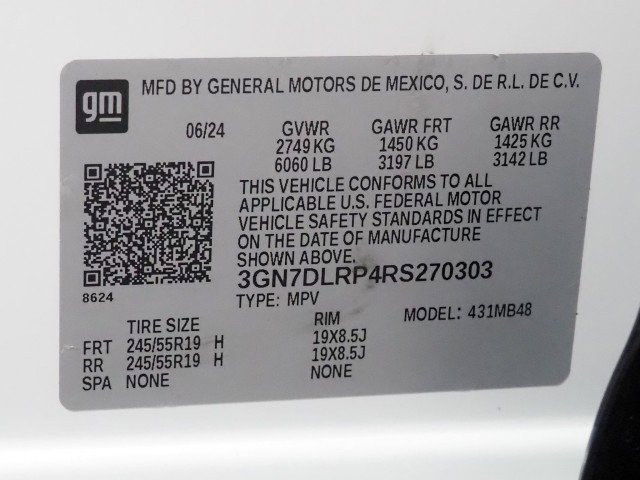 gm MFD BY GENERAL MOTORS DE MEXICO, S. DE R.L. DE C.V.
06/24 GVWR GAWR FRT GAWR RR
2749 KG 1450 KG 1425 KG
6060 LB 3197 LB 3142 LB
THIS VEHICLE CONFORMS TO ALL
APPLICABLE U.S. FEDERAL MOTOR
VEHICLE SAFETY STANDARDS IN EFFECT
ON THE DATE OF MANUFACTURE
SHOWN ABOVE.
3GN7DLRP4RS270303
8624 TYPE: MPV MODEL: 431MB48
TIRE SIZE RIM
FRT 245/55R19 H 19X8.5J
RR 245/55R19 H 19X8.5J
SPA NONE NONE